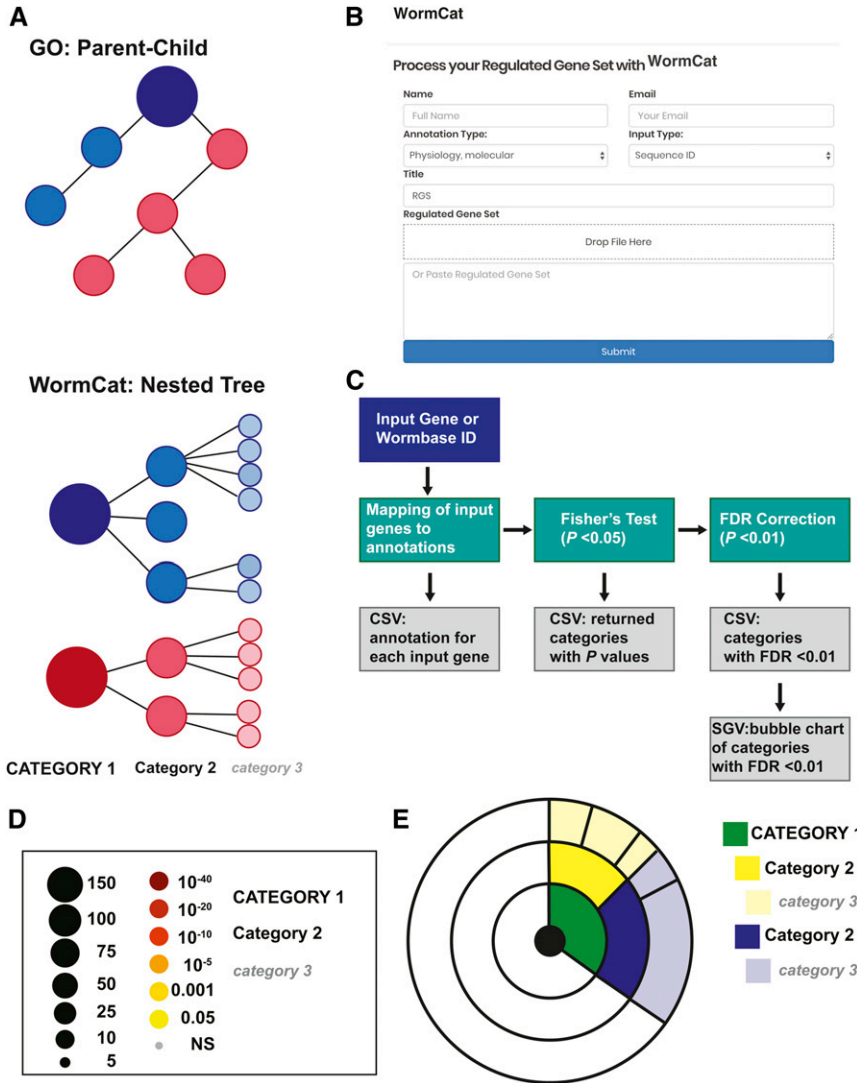 A
GO: Parent-Child
WormCat: Nested Tree
CATEGORY 1 Category 2 category 3
B
WormCat
Process your Regulated Gene Set with WormCat
Name Email
Full Name Your Email
Annotation Type: Input Type:
Physiology, molecular Sequence ID
Title
RGS
Regulated Gene Set
Drop File Here
Or Paste Regulated Gene Set
Submit
C
Input Gene or
Wormbase ID
Mapping of input
genes to
annotations
Fisher's Test
(P <0.05)
FDR Correction
(P <0.01)
CSV:
annotation for
each input gene
CSV: returned
categories
with P values
CSV:
categories
with FDR <0.01
SGV:bubble chart
of categories
with FDR <0.01
D
150
100
75
50
25
10
5
10⁻⁴⁰
10⁻²⁰
10⁻¹⁰
10⁻⁵
0.001
0.05
NS
CATEGORY 1
Category 2
category 3
E
CATEGORY 1
Category 2
category 3
Category 2
category 3